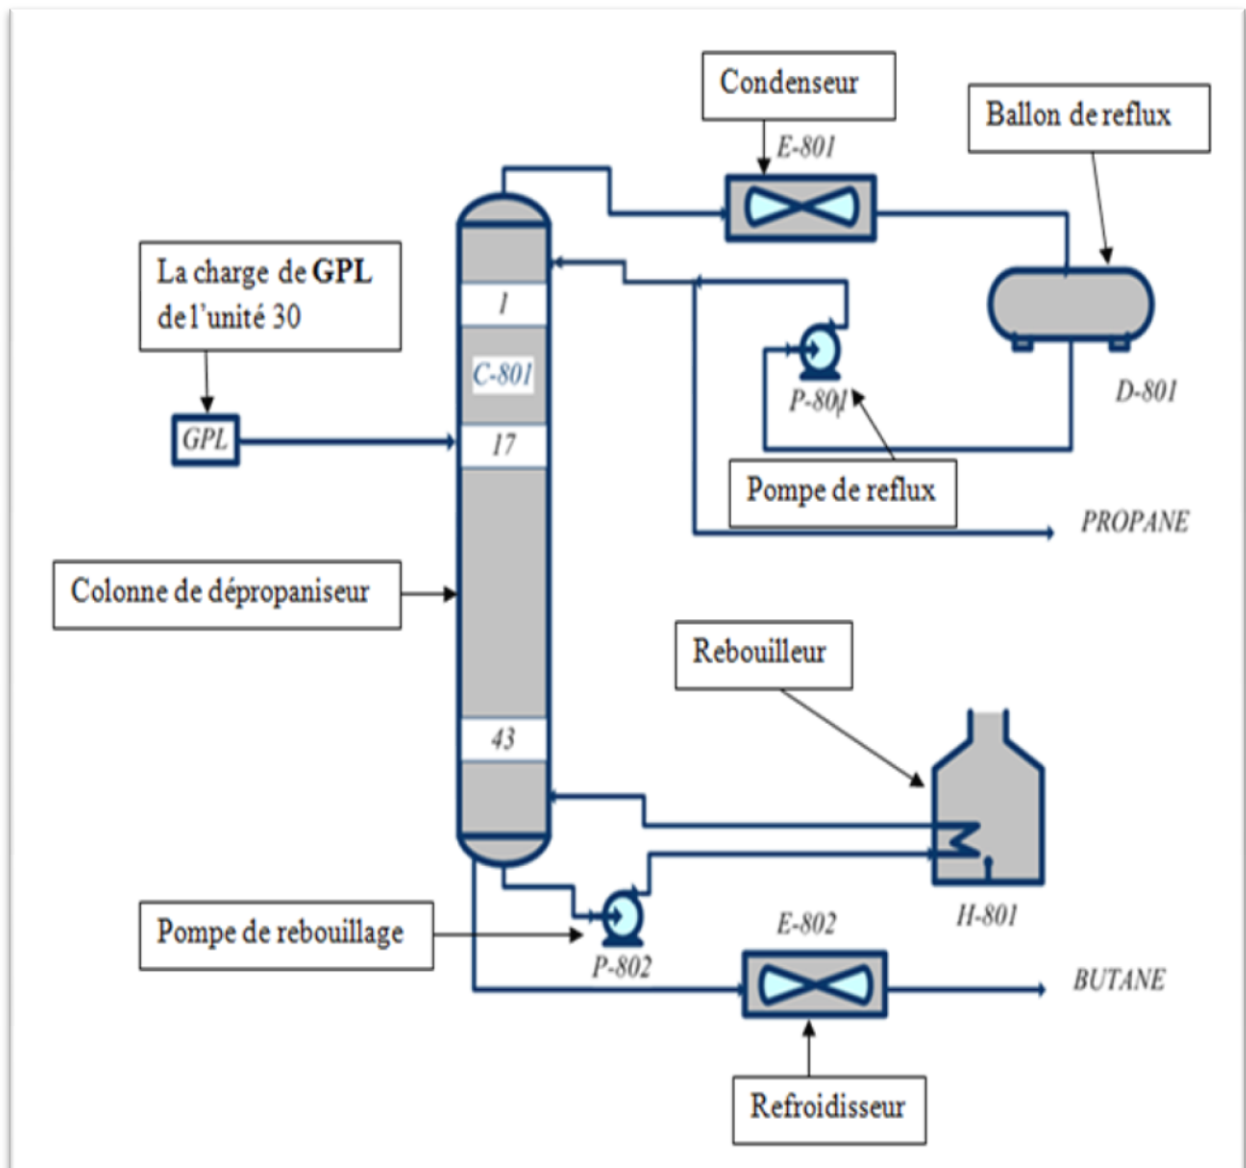 Condenseur
Ballon de reflux
E-801
La charge de GPL
de l'unité 30
1
C-801
P-801
D-801
GPL
17
Pompe de reflux
PROPANE
Colonne de dépropaniseur
Rebouilleur
43
Pompe de rebouillage
P-802
E-802
H-801
BUTANE
Refroidisseur